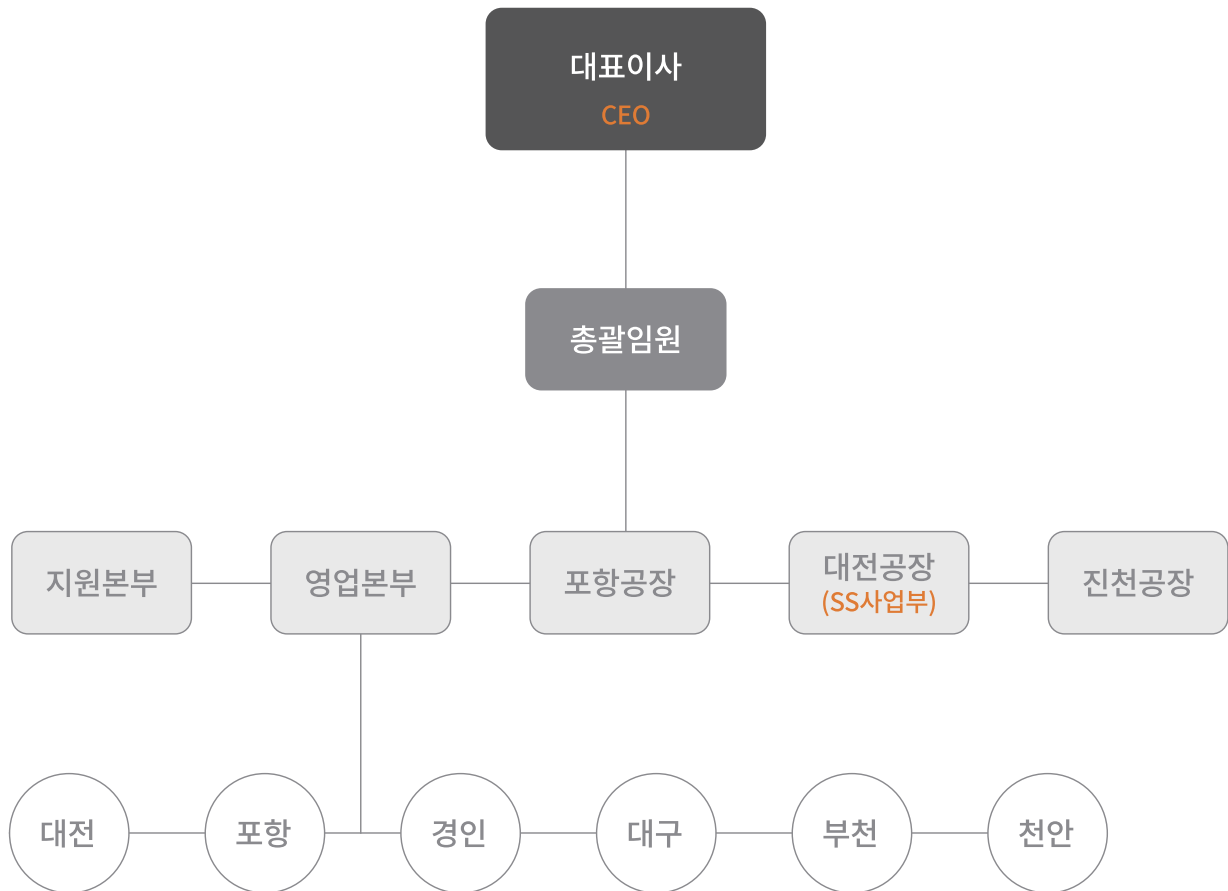 대표이사
CEO
총괄임원
지원본부
영업본부
포항공장
대전공장
(SS사업부)
진천공장
대전
포항
경인
대구
부천
천안